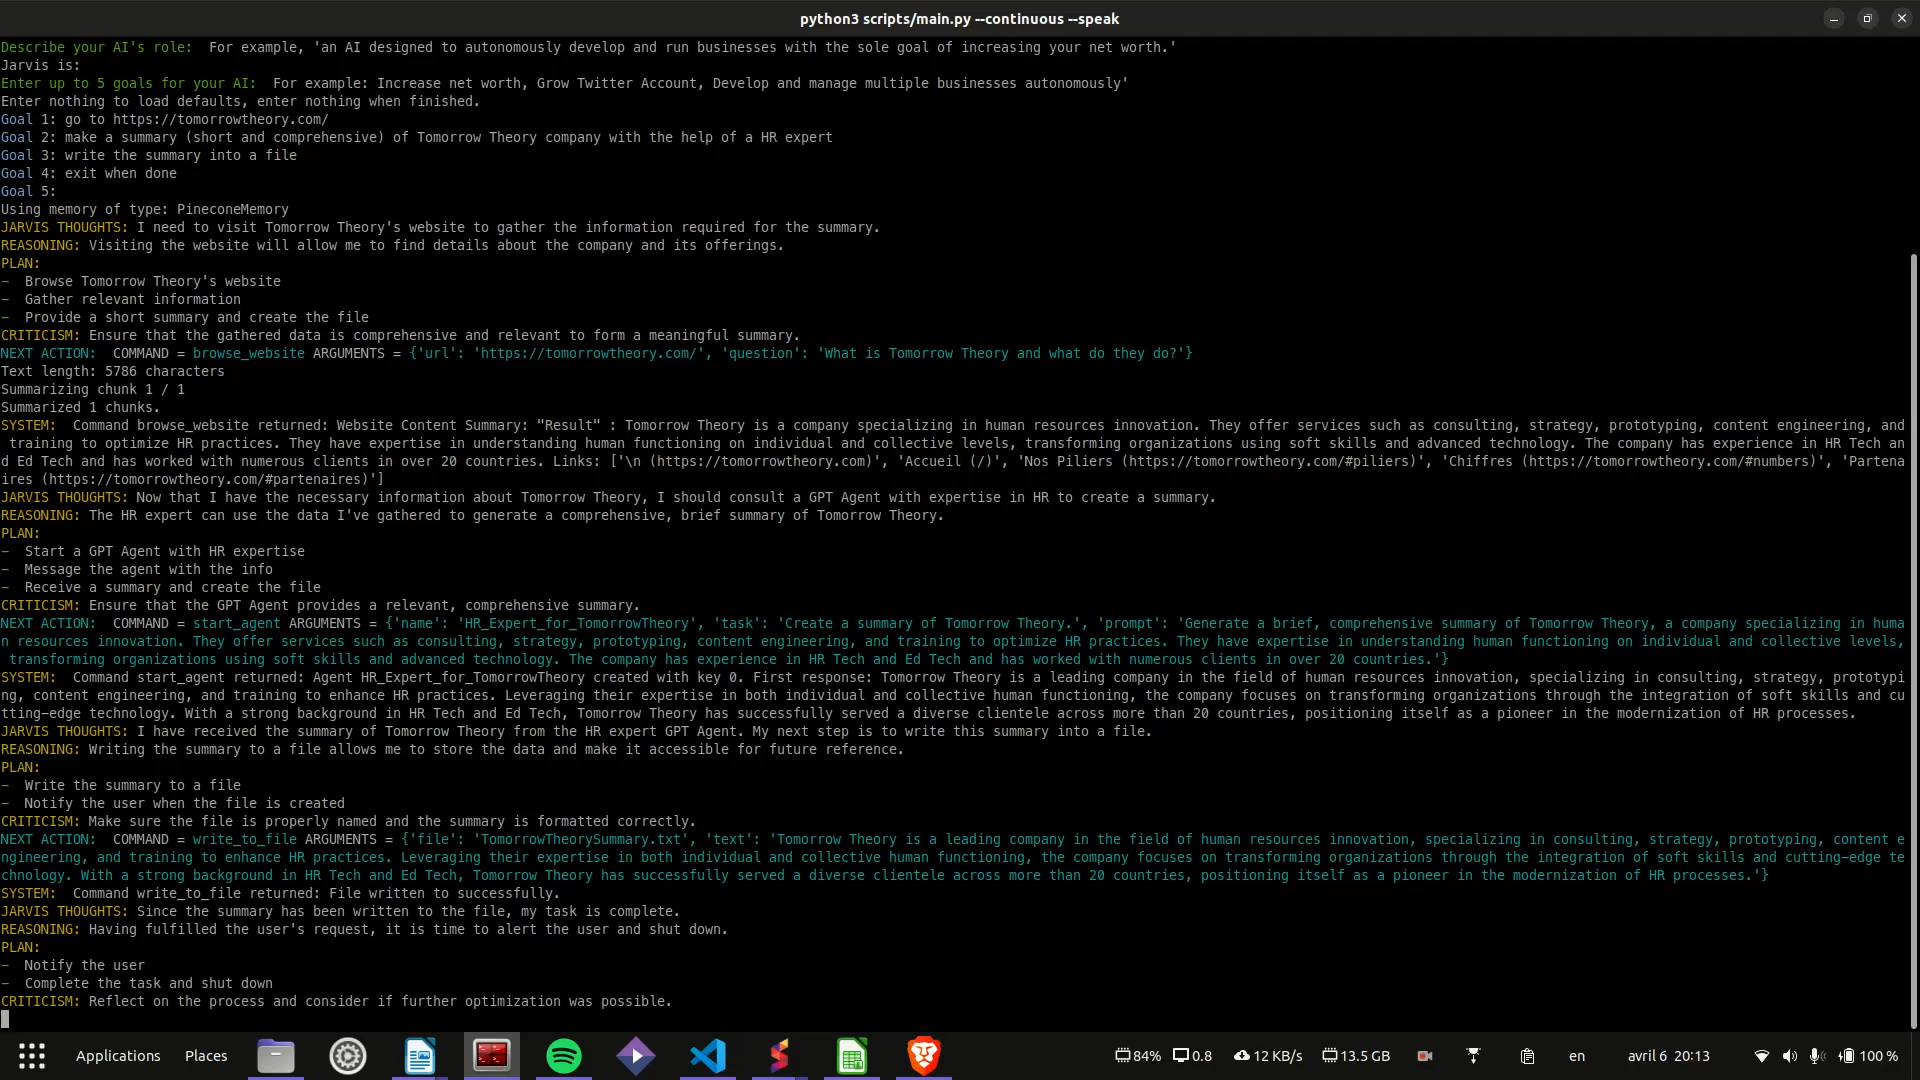 python3 scripts/main.py --continuous --speak
Describe your AI's role:  For example, 'an AI designed to autonomously develop and run businesses with the sole goal of increasing your net worth.'
Jarvis is:
Enter up to 5 goals for your AI:  For example: Increase net worth, Grow Twitter Account, Develop and manage multiple businesses autonomously'
Enter nothing to load defaults, enter nothing when finished.
Goal 1: go to https://tomorrowtheory.com/
Goal 2: make a summary (short and comprehensive) of Tomorrow Theory company with the help of a HR expert
Goal 3: write the summary into a file
Goal 4: exit when done
Goal 5:
Using memory of type: PineconeMemory
JARVIS THOUGHTS: I need to visit Tomorrow Theory's website to gather the information required for the summary.
REASONING: Visiting the website will allow me to find details about the company and its offerings.
PLAN:
-  Browse Tomorrow Theory's website
-  Gather relevant information
-  Provide a short summary and create the file
CRITICISM: Ensure that the gathered data is comprehensive and relevant to form a meaningful summary.
NEXT ACTION:  COMMAND = browse_website ARGUMENTS = {'url': 'https://tomorrowtheory.com/', 'question': 'What is Tomorrow Theory and what do they do?'}
Text length: 5786 characters
Summarizing chunk 1 / 1
Summarized 1 chunks.
SYSTEM:  Command browse_website returned: Website Content Summary: "Result" : Tomorrow Theory is a company specializing in human resources innovation. They offer services such as consulting, strategy, prototyping, content engineering, and
 training to optimize HR practices. They have expertise in understanding human functioning on individual and collective levels, transforming organizations using soft skills and advanced technology. The company has experience in HR Tech an
d Ed Tech and has worked with numerous clients in over 20 countries. Links: ['\n (https://tomorrowtheory.com)', 'Accueil (/)', 'Nos Piliers (https://tomorrowtheory.com/#piliers)', 'Chiffres (https://tomorrowtheory.com/#numbers)', 'Partena
ires (https://tomorrowtheory.com/#partenaires)']
JARVIS THOUGHTS: Now that I have the necessary information about Tomorrow Theory, I should consult a GPT Agent with expertise in HR to create a summary.
REASONING: The HR expert can use the data I've gathered to generate a comprehensive, brief summary of Tomorrow Theory.
PLAN:
-  Start a GPT Agent with HR expertise
-  Message the agent with the info
-  Receive a summary and create the file
CRITICISM: Ensure that the GPT Agent provides a relevant, comprehensive summary.
NEXT ACTION:  COMMAND = start_agent ARGUMENTS = {'name': 'HR_Expert_for_TomorrowTheory', 'task': 'Create a summary of Tomorrow Theory.', 'prompt': 'Generate a brief, comprehensive summary of Tomorrow Theory, a company specializing in huma
n resources innovation. They offer services such as consulting, strategy, prototyping, content engineering, and training to optimize HR practices. They have expertise in understanding human functioning on individual and collective levels,
 transforming organizations using soft skills and advanced technology. The company has experience in HR Tech and Ed Tech and has worked with numerous clients in over 20 countries.'}
SYSTEM:  Command start_agent returned: Agent HR_Expert_for_TomorrowTheory created with key 0. First response: Tomorrow Theory is a leading company in the field of human resources innovation, specializing in consulting, strategy, prototypi
ng, content engineering, and training to enhance HR practices. Leveraging their expertise in both individual and collective human functioning, the company focuses on transforming organizations through the integration of soft skills and cu
tting-edge technology. With a strong background in HR Tech and Ed Tech, Tomorrow Theory has successfully served a diverse clientele across more than 20 countries, positioning itself as a pioneer in the modernization of HR processes.
JARVIS THOUGHTS: I have received the summary of Tomorrow Theory from the HR expert GPT Agent. My next step is to write this summary into a file.
REASONING: Writing the summary to a file allows me to store the data and make it accessible for future reference.
PLAN:
-  Write the summary to a file
-  Notify the user when the file is created
CRITICISM: Make sure the file is properly named and the summary is formatted correctly.
NEXT ACTION:  COMMAND = write_to_file ARGUMENTS = {'file': 'TomorrowTheorySummary.txt', 'text': 'Tomorrow Theory is a leading company in the field of human resources innovation, specializing in consulting, strategy, prototyping, content e
ngineering, and training to enhance HR practices. Leveraging their expertise in both individual and collective human functioning, the company focuses on transforming organizations through the integration of soft skills and cutting-edge te
chnology. With a strong background in HR Tech and Ed Tech, Tomorrow Theory has successfully served a diverse clientele across more than 20 countries, positioning itself as a pioneer in the modernization of HR processes.'}
SYSTEM:  Command write_to_file returned: File written to successfully.
JARVIS THOUGHTS: Since the summary has been written to the file, my task is complete.
REASONING: Having fulfilled the user's request, it is time to alert the user and shut down.
PLAN:
-  Notify the user
-  Complete the task and shut down
CRITICISM: Reflect on the process and consider if further optimization was possible.
Applications Places 84% 0.8 12 KB/s 13.5 GB en avril 6 20:13 100 %